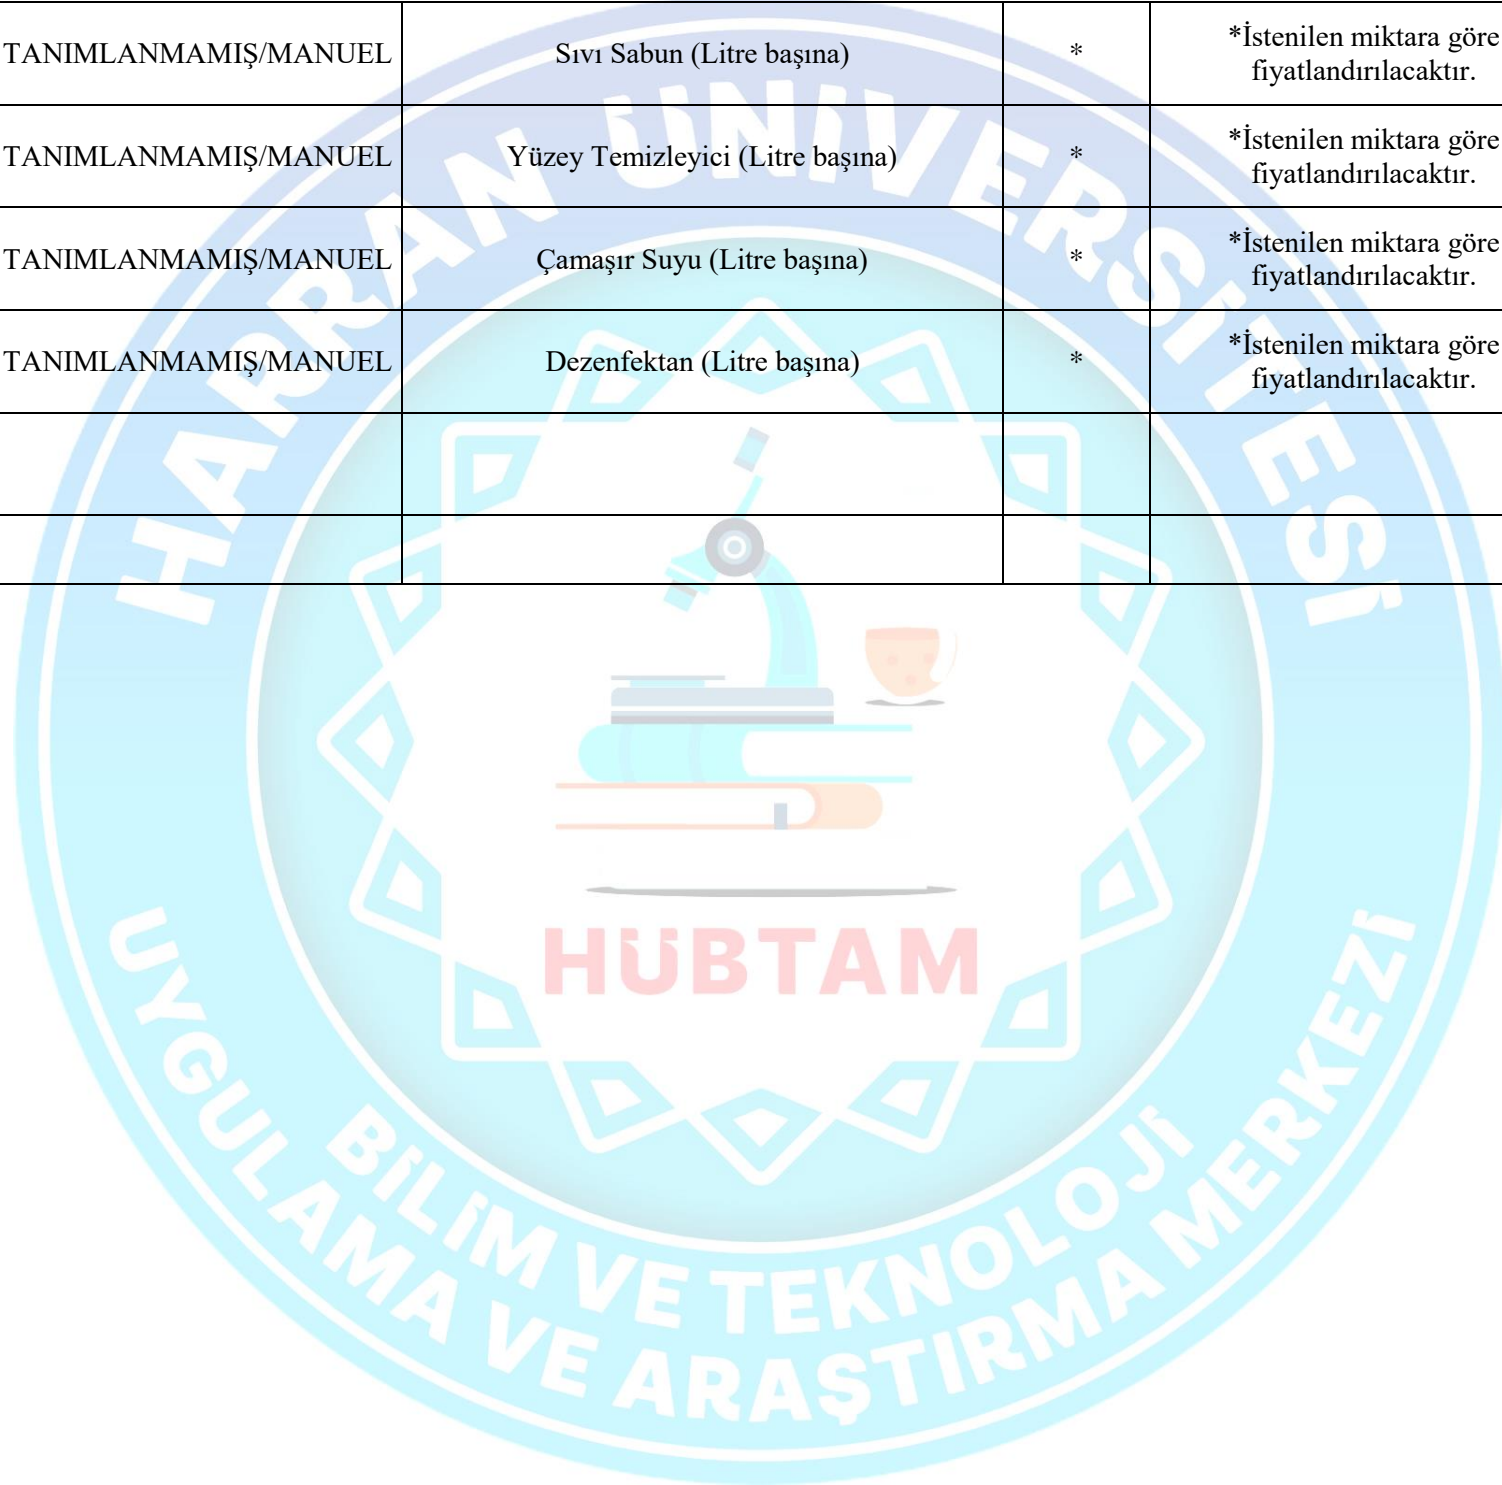 TANIMLANMAMIŞ/MANUEL Sıvı Sabun (Litre başına) * *İstenilen miktara göre
fiyatlandırılacaktır.
TANIMLANMAMIŞ/MANUEL Yüzey Temizleyici (Litre başına) * *İstenilen miktara göre
fiyatlandırılacaktır.
TANIMLANMAMIŞ/MANUEL Çamaşır Suyu (Litre başına) * *İstenilen miktara göre
fiyatlandırılacaktır.
TANIMLANMAMIŞ/MANUEL Dezenfektan (Litre başına) * *İstenilen miktara göre
fiyatlandırılacaktır.
HARRAN ÜNİVERSİTESİ
HÜBTAM
BİLİM VE TEKNOLOJİ
UYGULAMA VE ARAŞTIRMA MERKEZİ